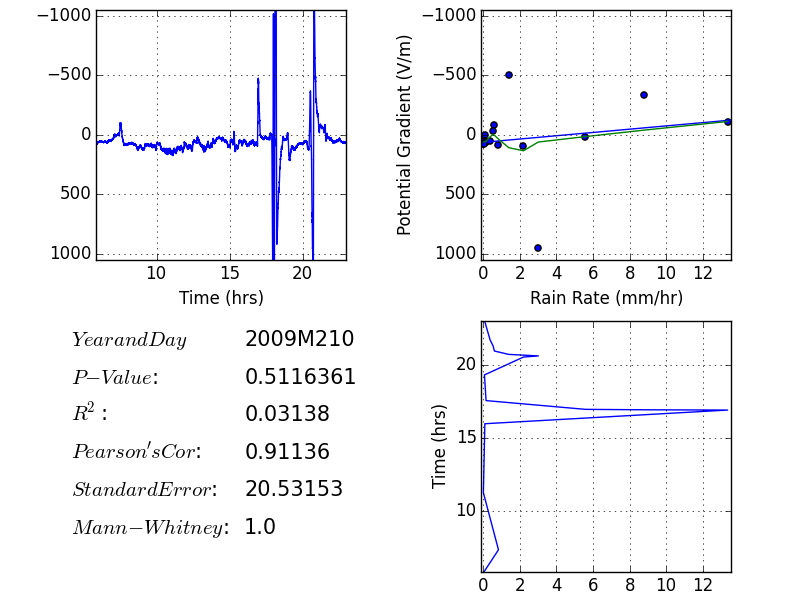 −1000
−500
0
500
1000
10 15 20
Time (hrs)
Potential Gradient (V/m)
−1000
−500
0
500
1000
0 2 4 6 8 10 12
Rain Rate (mm/hr)
YearandDay 2009M210
P−Value: 0.5116361
R²: 0.03138
Pearson'sCor: 0.91136
StandardError: 20.53153
Mann−Whitney: 1.0
Time (hrs)
20
15
10
0 2 4 6 8 10 12